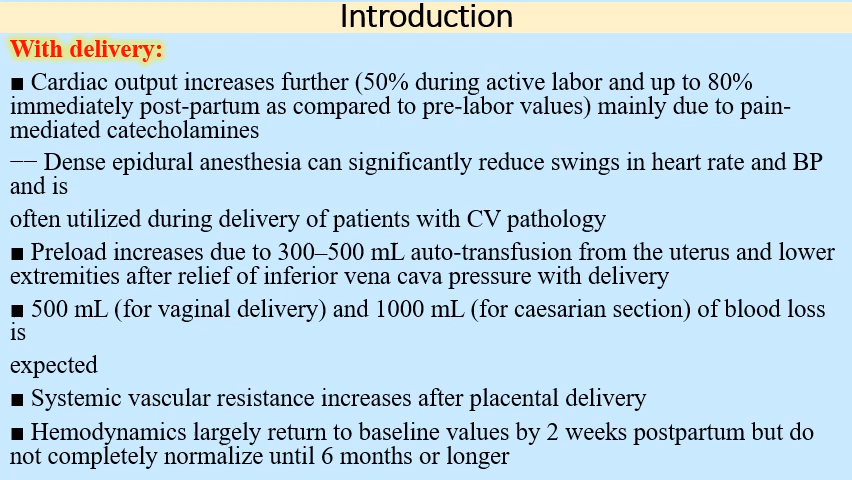 Introduction
With delivery:
■ Cardiac output increases further (50% during active labor and up to 80%
immediately post-partum as compared to pre-labor values) mainly due to pain-
mediated catecholamines
−− Dense epidural anesthesia can significantly reduce swings in heart rate and BP
and is
often utilized during delivery of patients with CV pathology
■ Preload increases due to 300–500 mL auto-transfusion from the uterus and lower
extremities after relief of inferior vena cava pressure with delivery
■ 500 mL (for vaginal delivery) and 1000 mL (for caesarian section) of blood loss
is
expected
■ Systemic vascular resistance increases after placental delivery
■ Hemodynamics largely return to baseline values by 2 weeks postpartum but do
not completely normalize until 6 months or longer